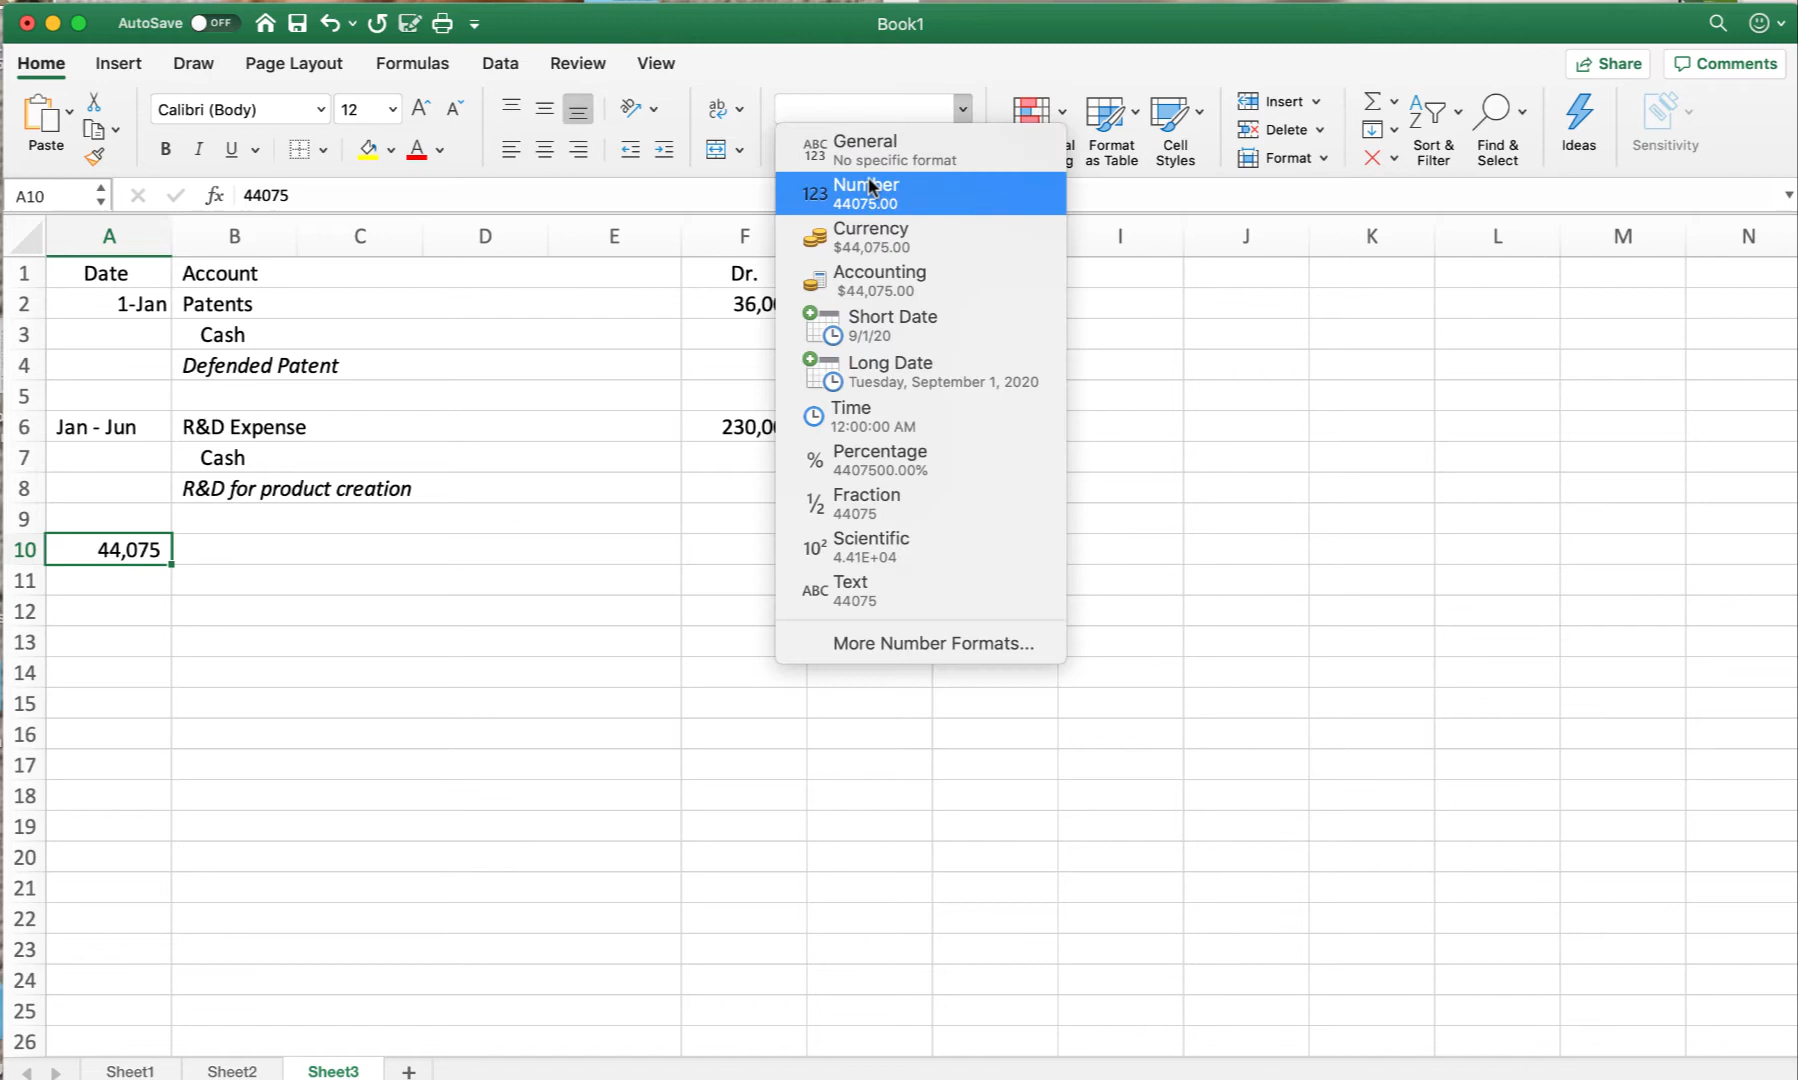 AutoSave OFF
Book1
Home Insert Draw Page Layout Formulas Data Review View
Share Comments
Paste
Calibri (Body) 12
B I U A
ab
Format as Table
Cell Styles
Insert
Delete
Format
Sort & Filter
Find & Select
Ideas
Sensitivity
A10 fx 44075
ABC 123 General
No specific format
123 Number
44075.00
Currency
$44,075.00
Accounting
$44,075.00
Short Date
9/1/20
Long Date
Tuesday, September 1, 2020
Time
12:00:00 AM
% Percentage
4407500.00%
½ Fraction
44075
10² Scientific
4.41E+04
ABC Text
44075
More Number Formats...
A B C D E F I J K L M N
1 Date Account Dr.
2 1-Jan Patents 36,0
3 Cash
4 Defended Patent
5
6 Jan - Jun R&D Expense 230,0
7 Cash
8 R&D for product creation
9
10 44,075
11
12
13
14
15
16
17
18
19
20
21
22
23
24
25
26
Sheet1 Sheet2 Sheet3 +